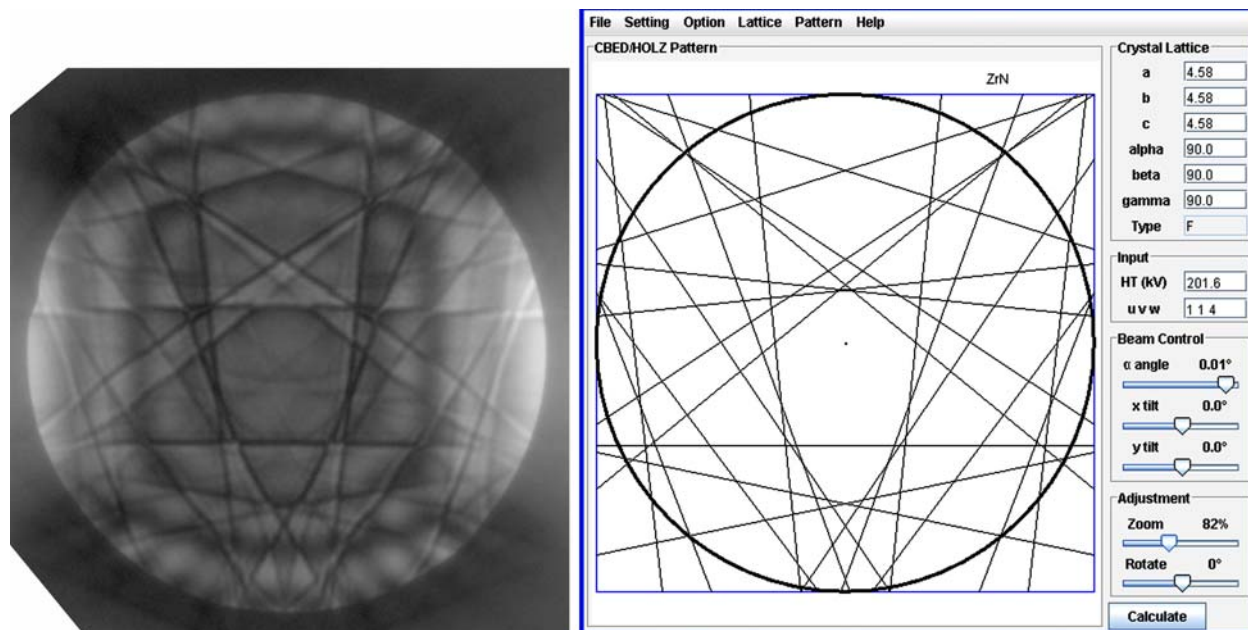 File Setting Option Lattice Pattern Help
CBED/HOLZ Pattern
ZrN
Crystal Lattice
a 4.58
b 4.58
c 4.58
alpha 90.0
beta 90.0
gamma 90.0
Type F
Input
HT (kV) 201.6
u v w 1 1 4
Beam Control
α angle 0.01°
x tilt 0.0°
y tilt 0.0°
Adjustment
Zoom 82%
Rotate 0°
Calculate